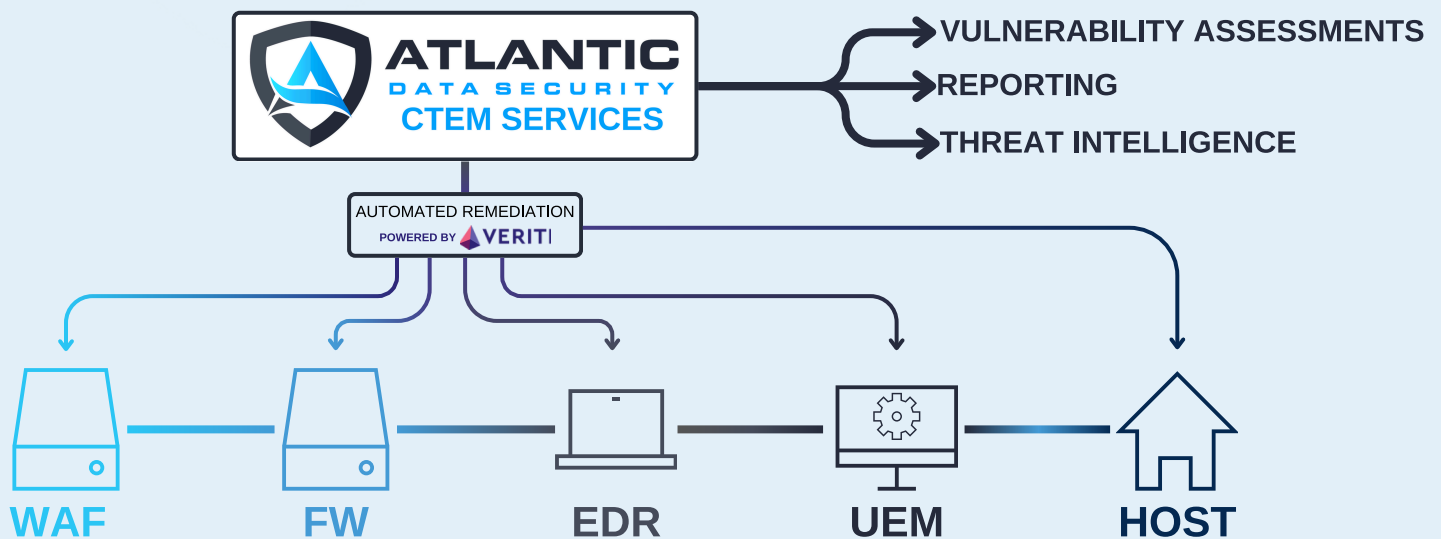 ATLANTIC
DATA SECURITY
CTEM SERVICES
VULNERABILITY ASSESSMENTS
REPORTING
THREAT INTELLIGENCE
AUTOMATED REMEDIATION
POWERED BY VERITI
WAF
FW
EDR
UEM
HOST